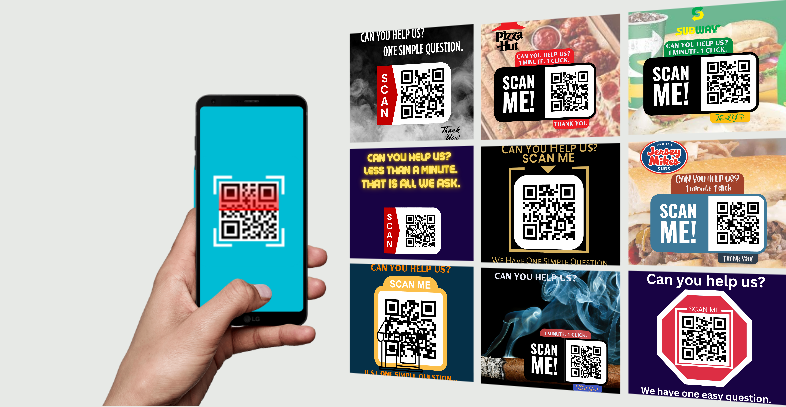 LG
CAN YOU HELP US?
ONE SIMPLE QUESTION.
SCAN
Thank
You!
Pizza
Hut
CAN YOU HELP US?
1 MINUTE. 1 CLICK.
SCAN
ME!
THANK YOU!
SUBWAY
CAN YOU HELP US?
1 MINUTE. 1 CLICK.
SCAN
ME!
CAN YOU HELP US?
LESS THAN A MINUTE.
THAT IS ALL WE ASK.
SCAN
CAN YOU HELP US?
SCAN ME
WE HAVE ONE SIMPLE QUESTION
Jersey
Mike's
SUBS
CAN YOU HELP US?
1 MINUTE 1 CLICK
SCAN
ME!
THANK YOU!
CAN YOU HELP US?
SCAN ME
JUST ONE SIMPLE QUESTION...
CAN YOU HELP US?
1 MINUTE. 1 CLICK.
SCAN
ME!
Can you help us?
SCAN ME
We have one easy question.